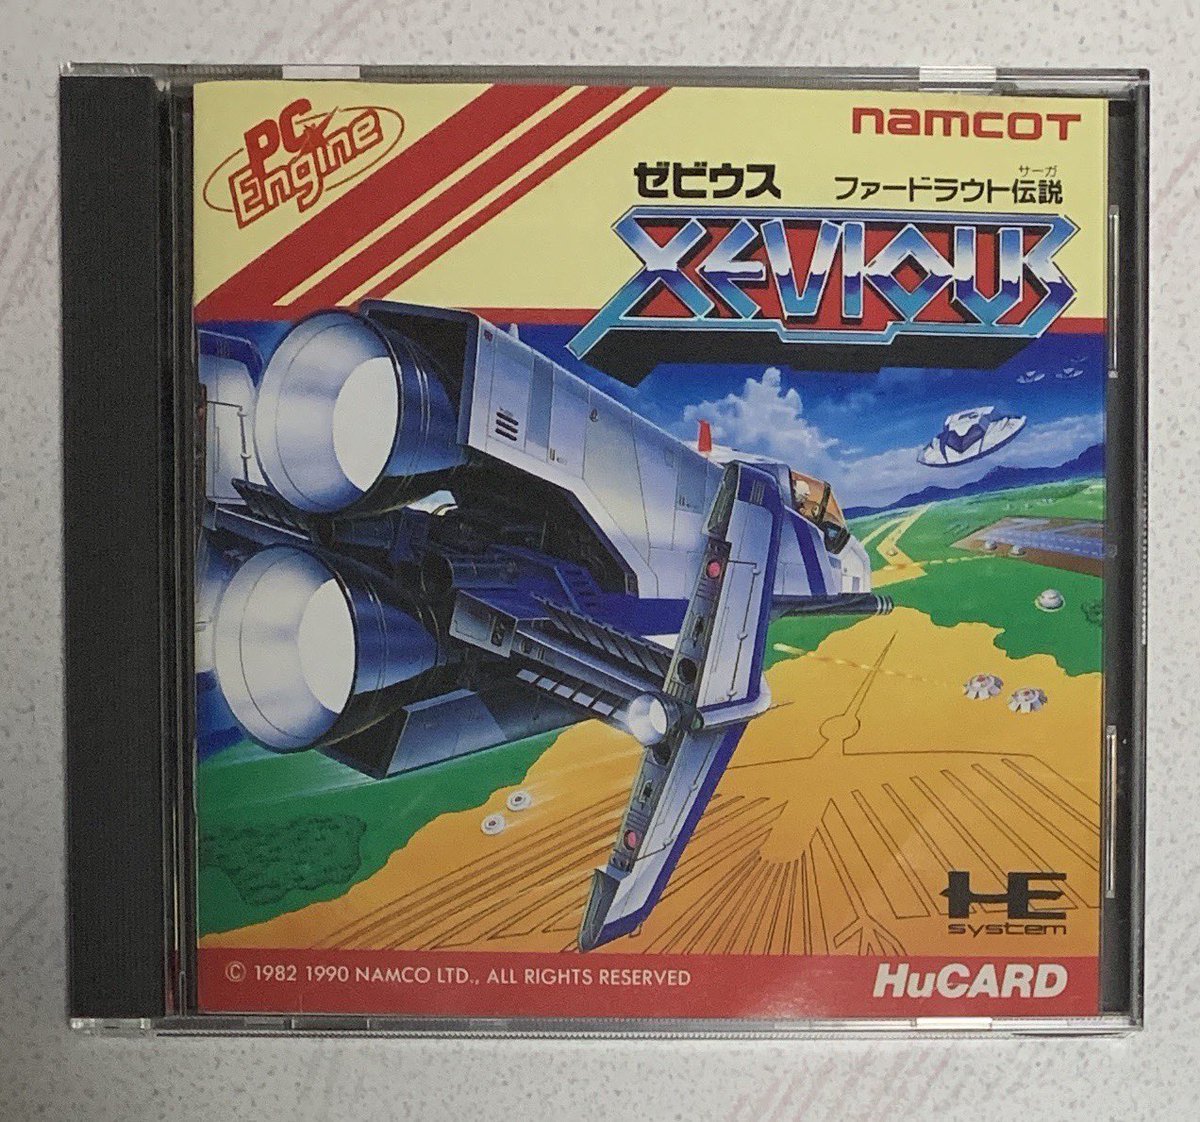 PC Engine
namcoT
ゼビウス ファードラウト伝説
サーガ
XEVIOUS
HE
system
© 1982 1990 NAMCO LTD., ALL RIGHTS RESERVED
HuCARD